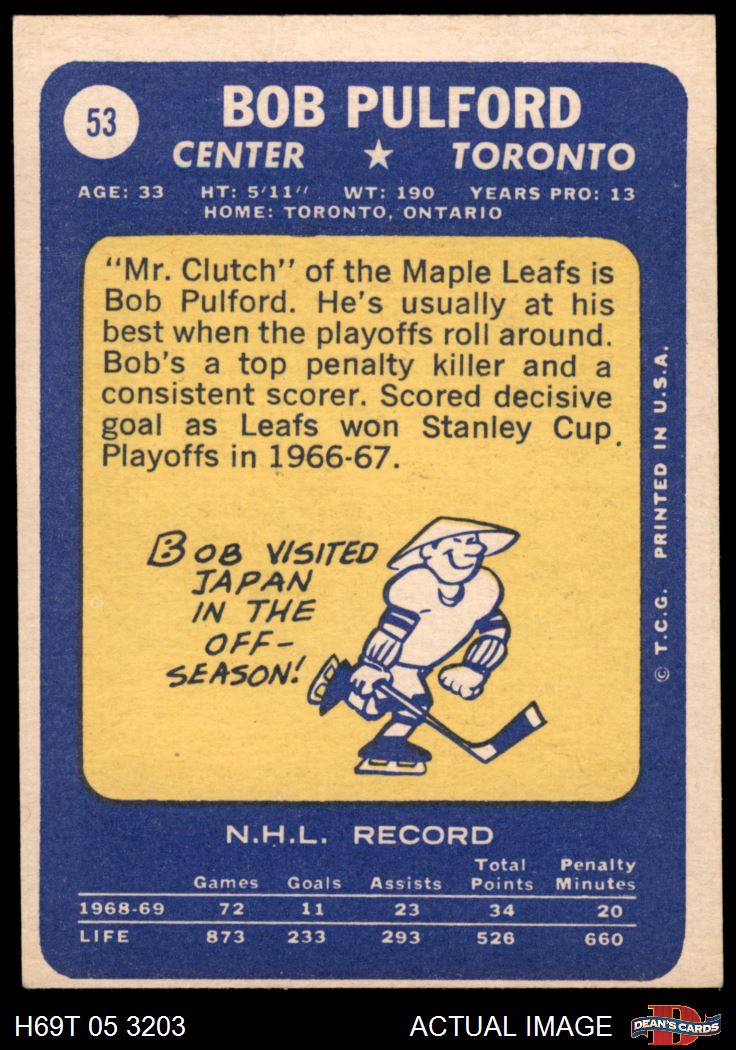 53
BOB PULFORD
CENTER ★ TORONTO
AGE: 33 HT: 5'11" WT: 190 YEARS PRO: 13
HOME: TORONTO, ONTARIO
"Mr. Clutch" of the Maple Leafs is
Bob Pulford. He's usually at his
best when the playoffs roll around.
Bob's a top penalty killer and a
consistent scorer. Scored decisive
goal as Leafs won Stanley Cup
Playoffs in 1966-67.
BOB VISITED
JAPAN
IN THE
OFF-
SEASON!
© T.C.G. PRINTED IN U.S.A.
N.H.L. RECORD
Games Goals Assists Total Points Penalty Minutes
1968-69 72 11 23 34 20
LIFE 873 233 293 526 660
H69T 05 3203 ACTUAL IMAGE DEAN'S CARDS